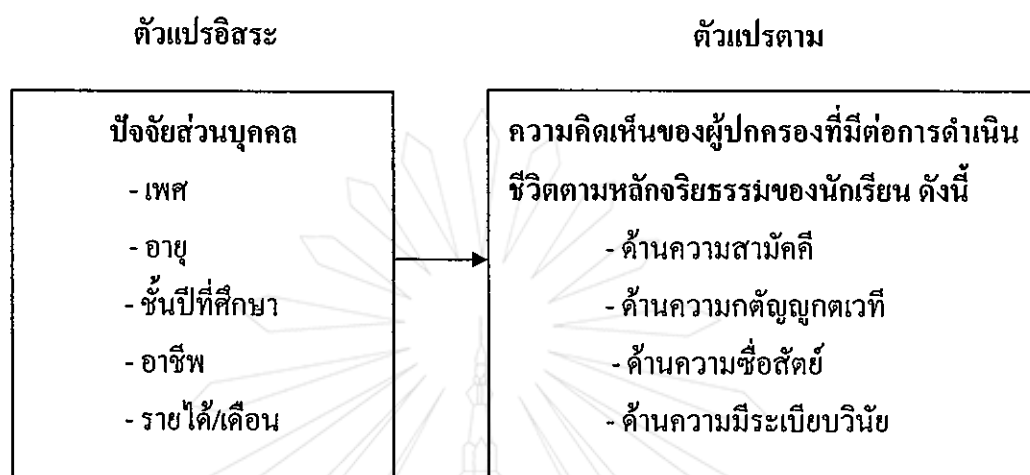 ตัวแปรอิสระ
ตัวแปรตาม
ปัจจัยส่วนบุคคล
- เพศ
- อายุ
- ชั้นปีที่ศึกษา
- อาชีพ
- รายได้/เดือน
ความคิดเห็นของผู้ปกครองที่มีต่อการดำเนิน
ชีวิตตามหลักจริยธรรมของนักเรียน ดังนี้
- ด้านความสามัคคี
- ด้านความกตัญญูกตเวที
- ด้านความซื่อสัตย์
- ด้านความมีระเบียบวินัย